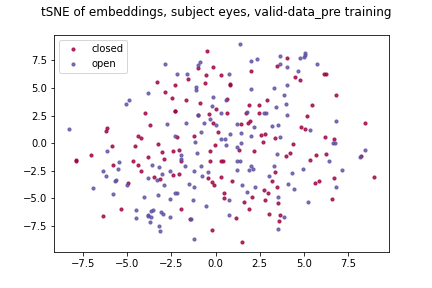 tSNE of embeddings, subject eyes, valid-data_pre training
closed
open
7.5
5.0
2.5
0.0
−2.5
−5.0
−7.5
−7.5 −5.0 −2.5 0.0 2.5 5.0 7.5